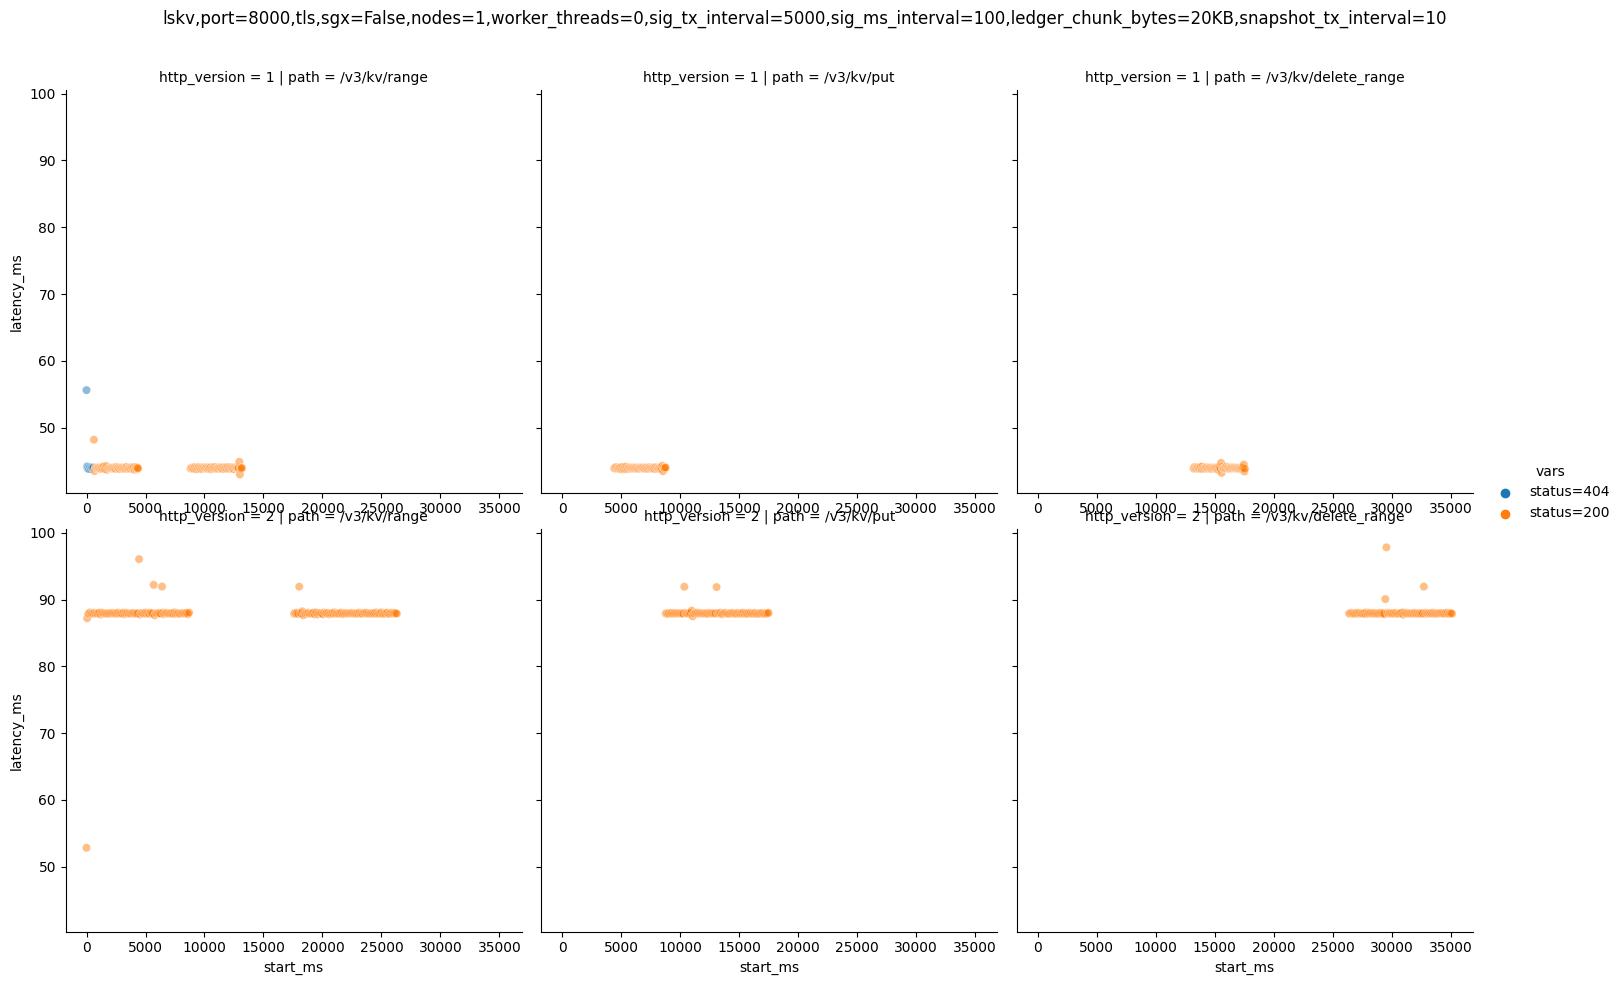 lskv,port=8000,tls,sgx=False,nodes=1,worker_threads=0,sig_tx_interval=5000,sig_ms_interval=100,ledger_chunk_bytes=20KB,snapshot_tx_interval=10
http_version = 1 | path = /v3/kv/range
http_version = 1 | path = /v3/kv/put
http_version = 1 | path = /v3/kv/delete_range
100
90
80
70
60
50
latency_ms
0 5000 10000 15000 20000 25000 30000 35000
0 5000 10000 15000 20000 25000 30000 35000
0 5000 10000 15000 20000 25000 30000 35000
vars
status=404
status=200
http_version = 2 | path = /v3/kv/range
http_version = 2 | path = /v3/kv/put
http_version = 2 | path = /v3/kv/delete_range
100
90
80
70
60
50
latency_ms
0 5000 10000 15000 20000 25000 30000 35000
0 5000 10000 15000 20000 25000 30000 35000
0 5000 10000 15000 20000 25000 30000 35000
start_ms
start_ms
start_ms